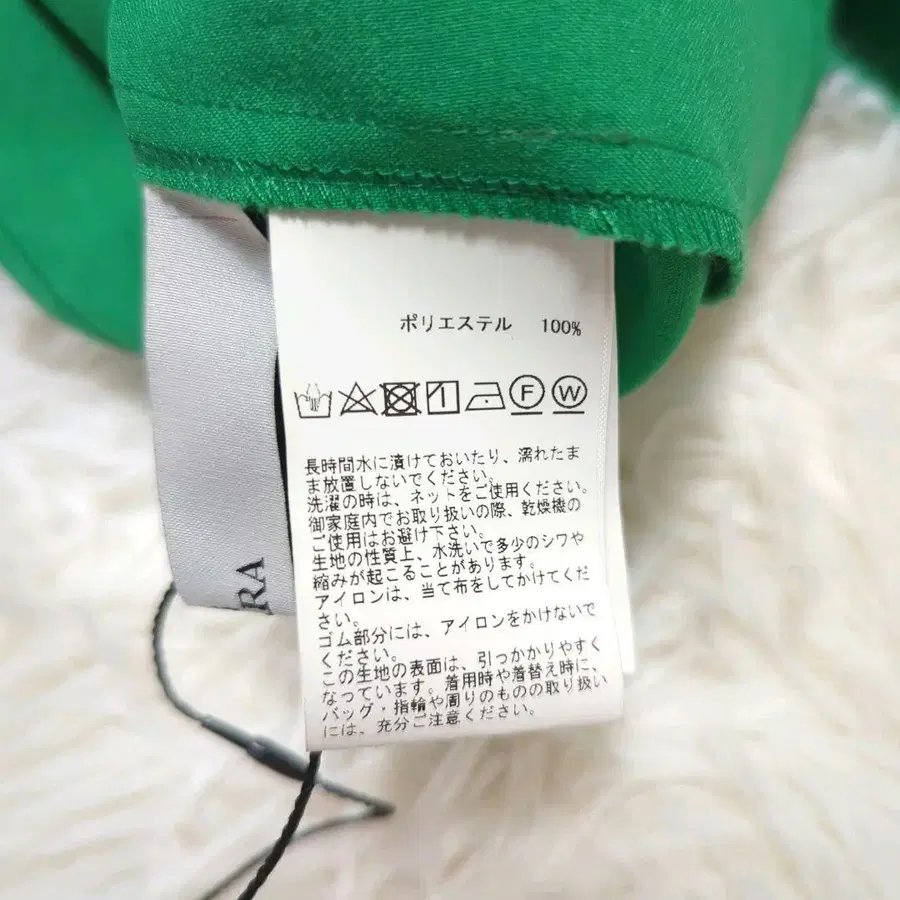 ポリエステル 100%
F W
長時間水に漬けておいたり、濡れたま
ま放置しないでください。
洗濯の時は、ネットをご使用ください。
御家庭内でお取り扱いの際、乾燥機の
ご使用はお避け下さい。
生地の性質上、水洗いで多少のシワや
縮みが起こることがあります。
アイロンは、当て布をしてかけてくだ
さい。
ゴム部分には、アイロンをかけないで
ください。
この生地の表面は、引っかかりやすく
なっています。着用時や着替え時に、
バッグ・指輪や周りのものの取り扱い
には、充分ご注意ください。
RA